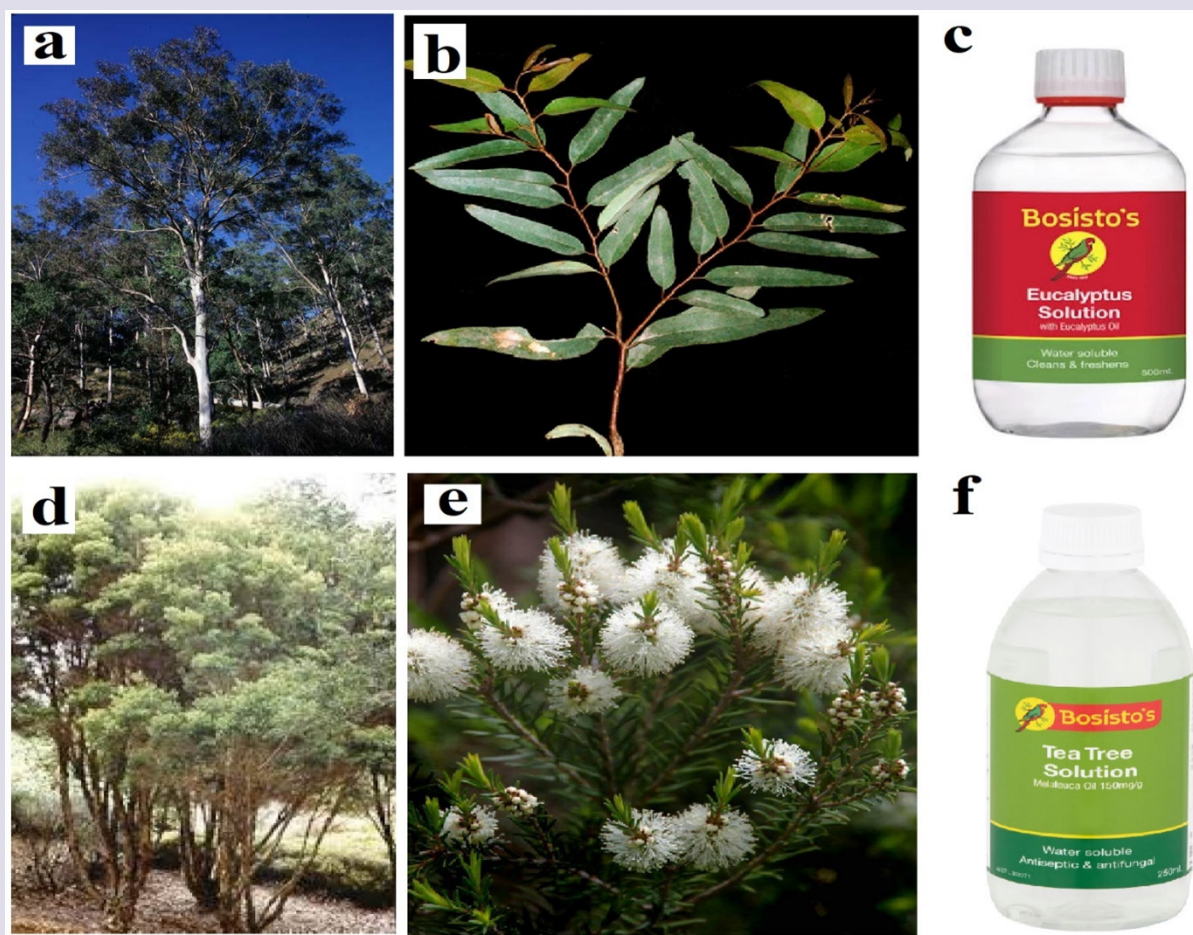 a
b
c
Bosisto's
Eucalyptus
Solution
with Eucalyptus Oil
Water soluble
Cleans & freshens
500mL
d
e
f
Bosisto's
Tea Tree
Solution
Melaleuca Oil 150mg/g
Water soluble
Antiseptic & antifungal
250mL